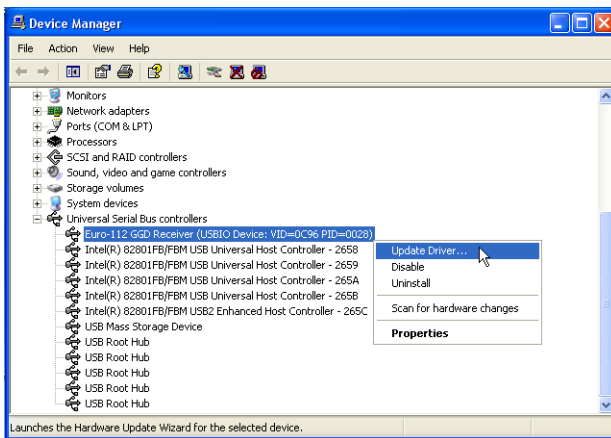 Device Manager
File Action View Help
Monitors
Network adapters
Ports (COM & LPT)
Processors
SCSI and RAID controllers
Sound, video and game controllers
Storage volumes
System devices
Universal Serial Bus controllers
Euro-112 GGD Receiver (USBIO Device: VID=0C96 PID=0028)
Intel(R) 82801FB/FBM USB Universal Host Controller - 2658
Update Driver...
Intel(R) 82801FB/FBM USB Universal Host Controller - 2659
Disable
Intel(R) 82801FB/FBM USB Universal Host Controller - 265A
Uninstall
Intel(R) 82801FB/FBM USB Universal Host Controller - 265B
Intel(R) 82801FB/FBM USB2 Enhanced Host Controller - 265C
Scan for hardware changes
USB Mass Storage Device
Properties
USB Root Hub
USB Root Hub
USB Root Hub
USB Root Hub
USB Root Hub
Launches the Hardware Update Wizard for the selected device.